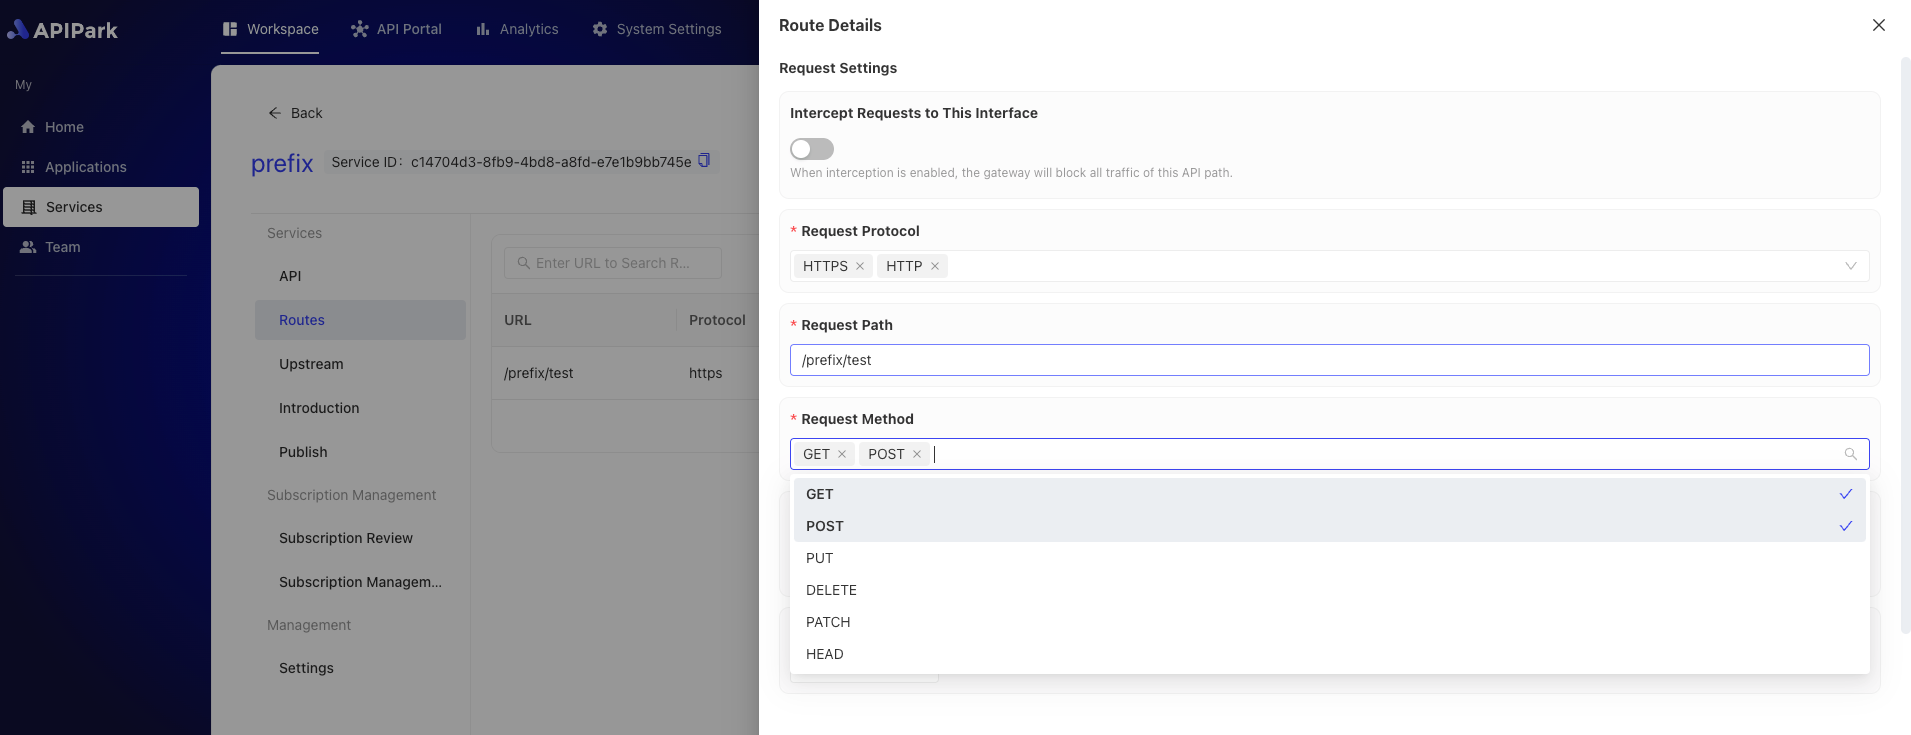 APIPark
Workspace
API Portal
Analytics
System Settings
My
Home
Applications
Services
Team
Back
prefix
Service ID: c14704d3-8fb9-4bd8-a8fd-e7e1b9bb745e
Services
API
Routes
Upstream
Introduction
Publish
Subscription Management
Subscription Review
Subscription Managem...
Management
Settings
Enter URL to Search R...
URL
Protocol
/prefix/test
https
Route Details
Request Settings
Intercept Requests to This Interface
When interception is enabled, the gateway will block all traffic of this API path.
* Request Protocol
HTTPS
HTTP
* Request Path
/prefix/test
* Request Method
GET
POST
GET
POST
PUT
DELETE
PATCH
HEAD